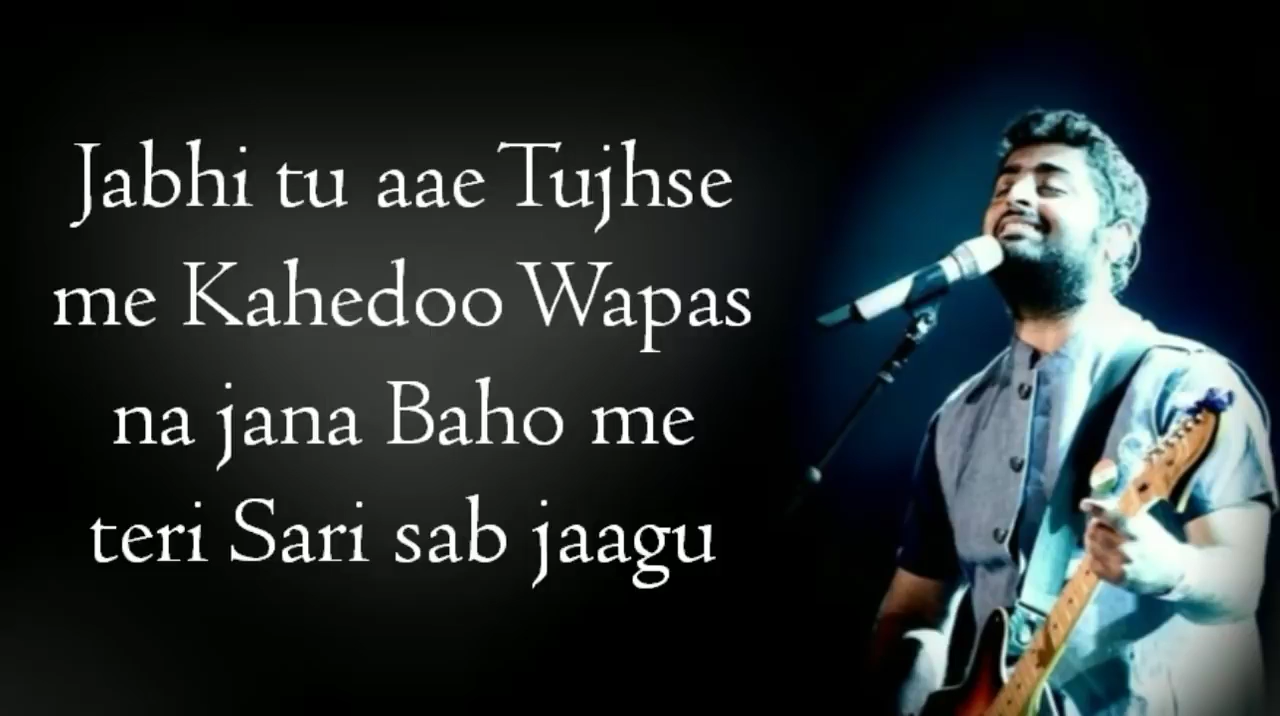 Jabhi tu aae Tujhse
me Kahedoo Wapas
na jana Baho me
teri Sari sab jaagu